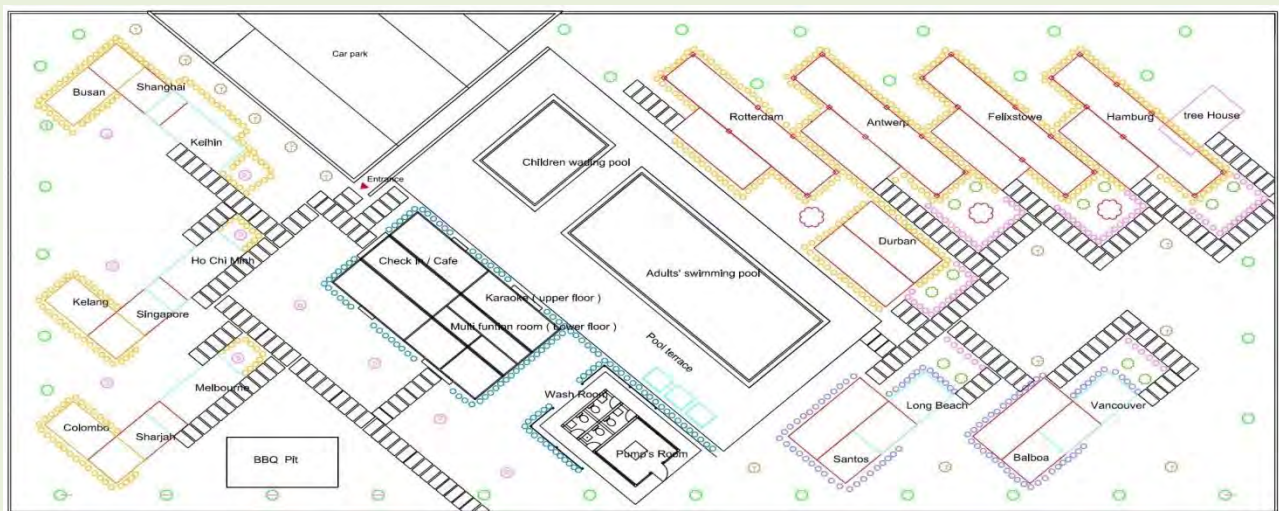 Car park
Busan
Shanghai
Keihin
Entrance
Children wading pool
Rotterdam
Antwerp
Felixstowe
Hamburg
tree House
Ho Chi Minh
Kelang
Singapore
Check in / Cafe
Karaoke ( upper floor )
Multi funtion room ( Lower floor )
Adults' swimming pool
Durban
Pool terrace
Melbourne
Colombo
Sharjah
BBQ Pit
Wash Room
Pump's Room
Long Beach
Santos
Vancouver
Balboa